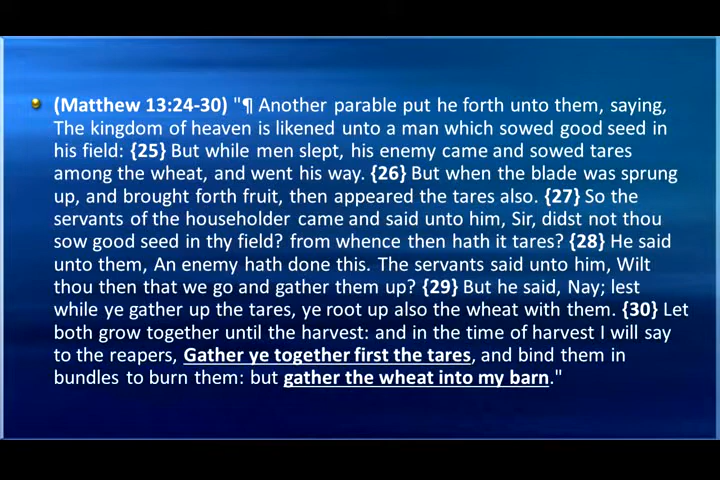 (Matthew 13:24-30) "¶ Another parable put he forth unto them, saying,
The kingdom of heaven is likened unto a man which sowed good seed in
his field: {25} But while men slept, his enemy came and sowed tares
among the wheat, and went his way. {26} But when the blade was sprung
up, and brought forth fruit, then appeared the tares also. {27} So the
servants of the householder came and said unto him, Sir, didst not thou
sow good seed in thy field? from whence then hath it tares? {28} He said
unto them, An enemy hath done this. The servants said unto him, Wilt
thou then that we go and gather them up? {29} But he said, Nay; lest
while ye gather up the tares, ye root up also the wheat with them. {30} Let
both grow together until the harvest: and in the time of harvest I will say
to the reapers, Gather ye together first the tares, and bind them in
bundles to burn them: but gather the wheat into my barn."